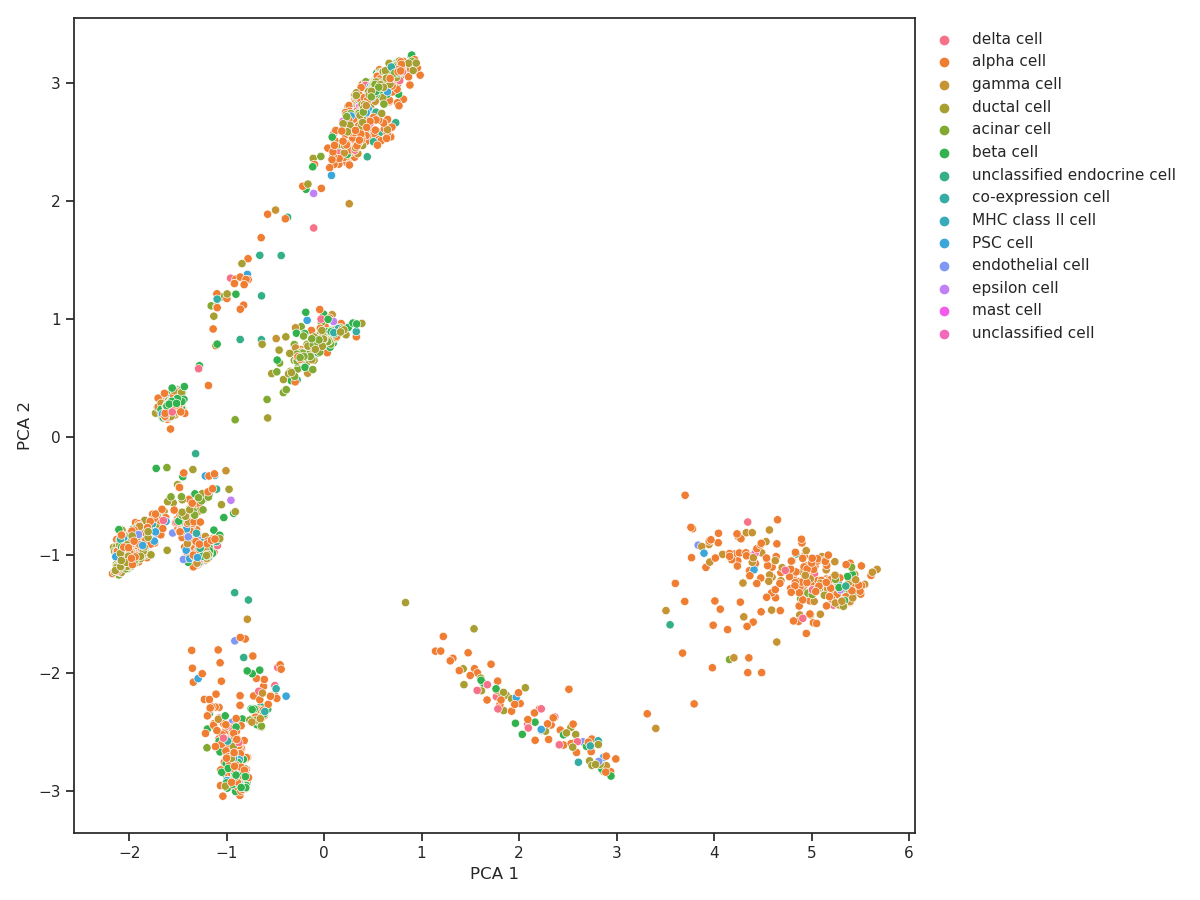 delta cell
alpha cell
gamma cell
ductal cell
acinar cell
beta cell
unclassified endocrine cell
co-expression cell
MHC class II cell
PSC cell
endothelial cell
epsilon cell
mast cell
unclassified cell
3
2
1
0
−1
−2
−3
PCA 2
−2 −1 0 1 2 3 4 5 6
PCA 1